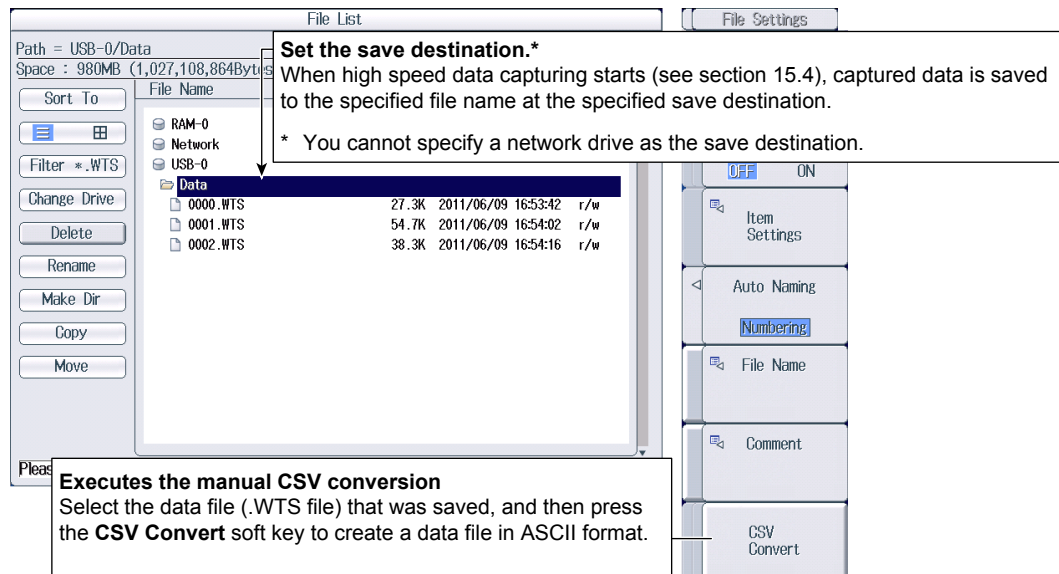 File List
File Settings
Path = USB-0/Data
Space : 980MB (1,027,108,864Bytes
Set the save destination.*
When high speed data capturing starts (see section 15.4), captured data is saved
to the specified file name at the specified save destination.
* You cannot specify a network drive as the save destination.
Sort To
Filter *.WTS
Change Drive
Delete
Rename
Make Dir
Copy
Move
File Name
RAM-0
Network
USB-0
Data
0000.WTS 27.3K 2011/06/09 16:53:42 r/w
0001.WTS 54.7K 2011/06/09 16:54:02 r/w
0002.WTS 38.3K 2011/06/09 16:54:16 r/w
OFF ON
Item
Settings
Auto Naming
Numbering
File Name
Comment
CSV
Convert
Executes the manual CSV conversion
Select the data file (.WTS file) that was saved, and then press
the CSV Convert soft key to create a data file in ASCII format.